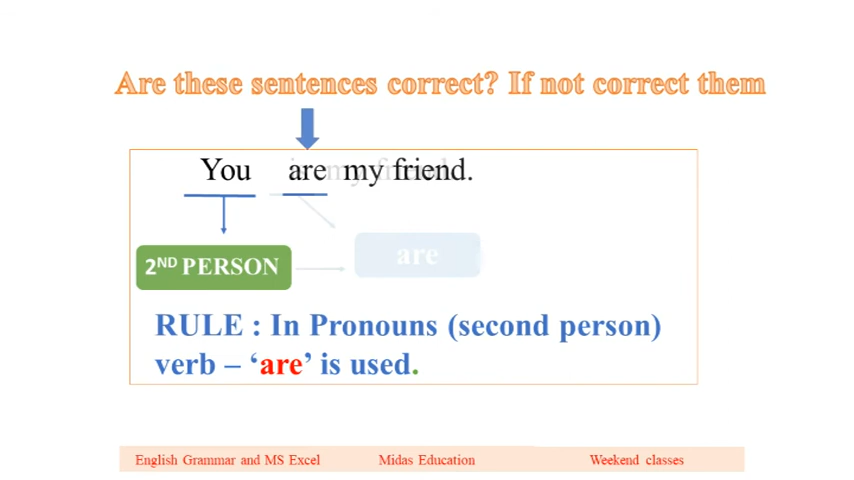 Are these sentences correct? If not correct them
You are my friend.
2ND PERSON
are
RULE : In Pronouns (second person)
verb – ‘are’ is used.
English Grammar and MS Excel Midas Education Weekend classes